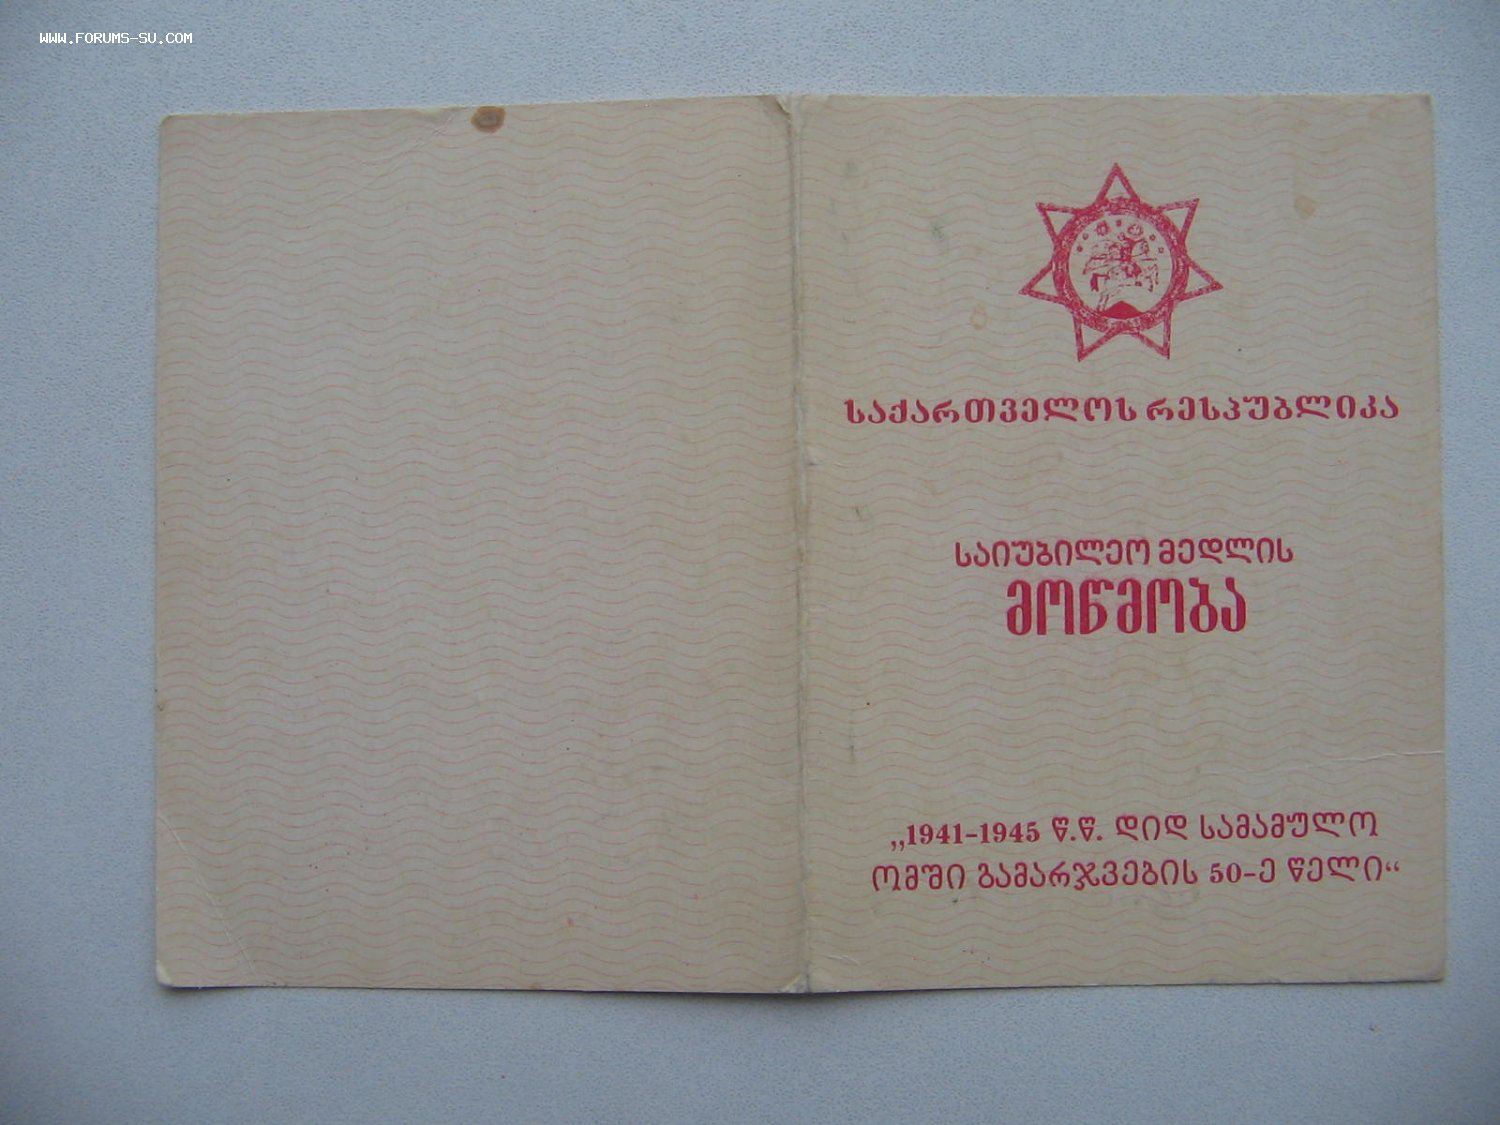 www.forums-su.com
საქართველოს რესპუბლიკა
საიუბილეო მედლის
მოწმობა
„1941-1945 წ.წ. დიდ სამამულო
ომში გამარჯვების 50-ე წელი“